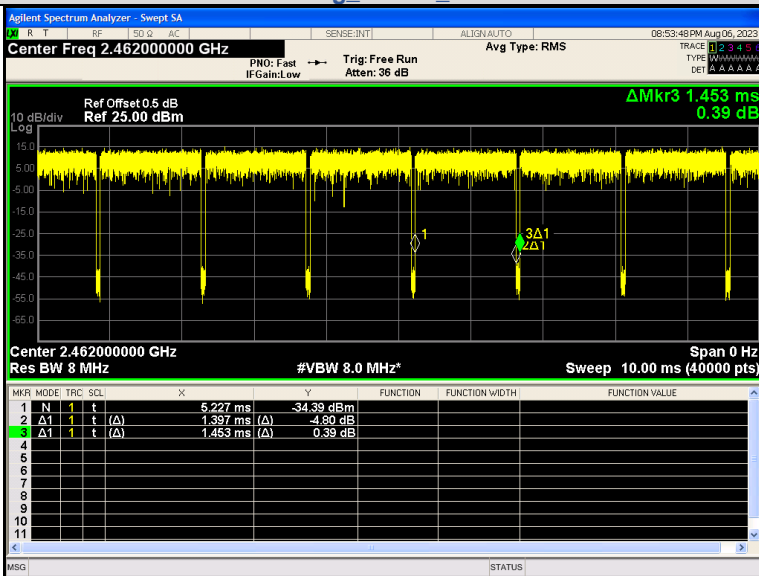 Agilent Spectrum Analyzer - Swept SA
LXI R T RF 50 Ω AC SENSE:INT ALIGN AUTO 08:53:48 PM Aug 06, 2023
Center Freq 2.462000000 GHz Avg Type: RMS TRACE 1 2 3 4 5
PNO: Fast Trig: Free Run TYPE
IFGain:Low Atten: 36 dB DET A A A A A
ΔMkr3 1.453 ms
0.39 dB
Ref Offset 0.5 dB
10 dB/div Ref 25.00 dBm
Log
15.0
5.00
-5.00
-15.0
-25.0
-35.0
-45.0
-55.0
-65.0
1
3Δ1
2Δ1
Center 2.462000000 GHz Span 0 Hz
Res BW 8 MHz #VBW 8.0 MHz* Sweep 10.00 ms (40000 pts)
MKR MODE TRC SCL X Y FUNCTION FUNCTION WIDTH FUNCTION VALUE
1 N 1 t 5.227 ms -34.39 dBm
2 Δ1 1 t (Δ) 1.397 ms (Δ) -4.80 dB
3 Δ1 1 t (Δ) 1.453 ms (Δ) 0.39 dB
4
5
6
7
8
9
10
11
MSG STATUS